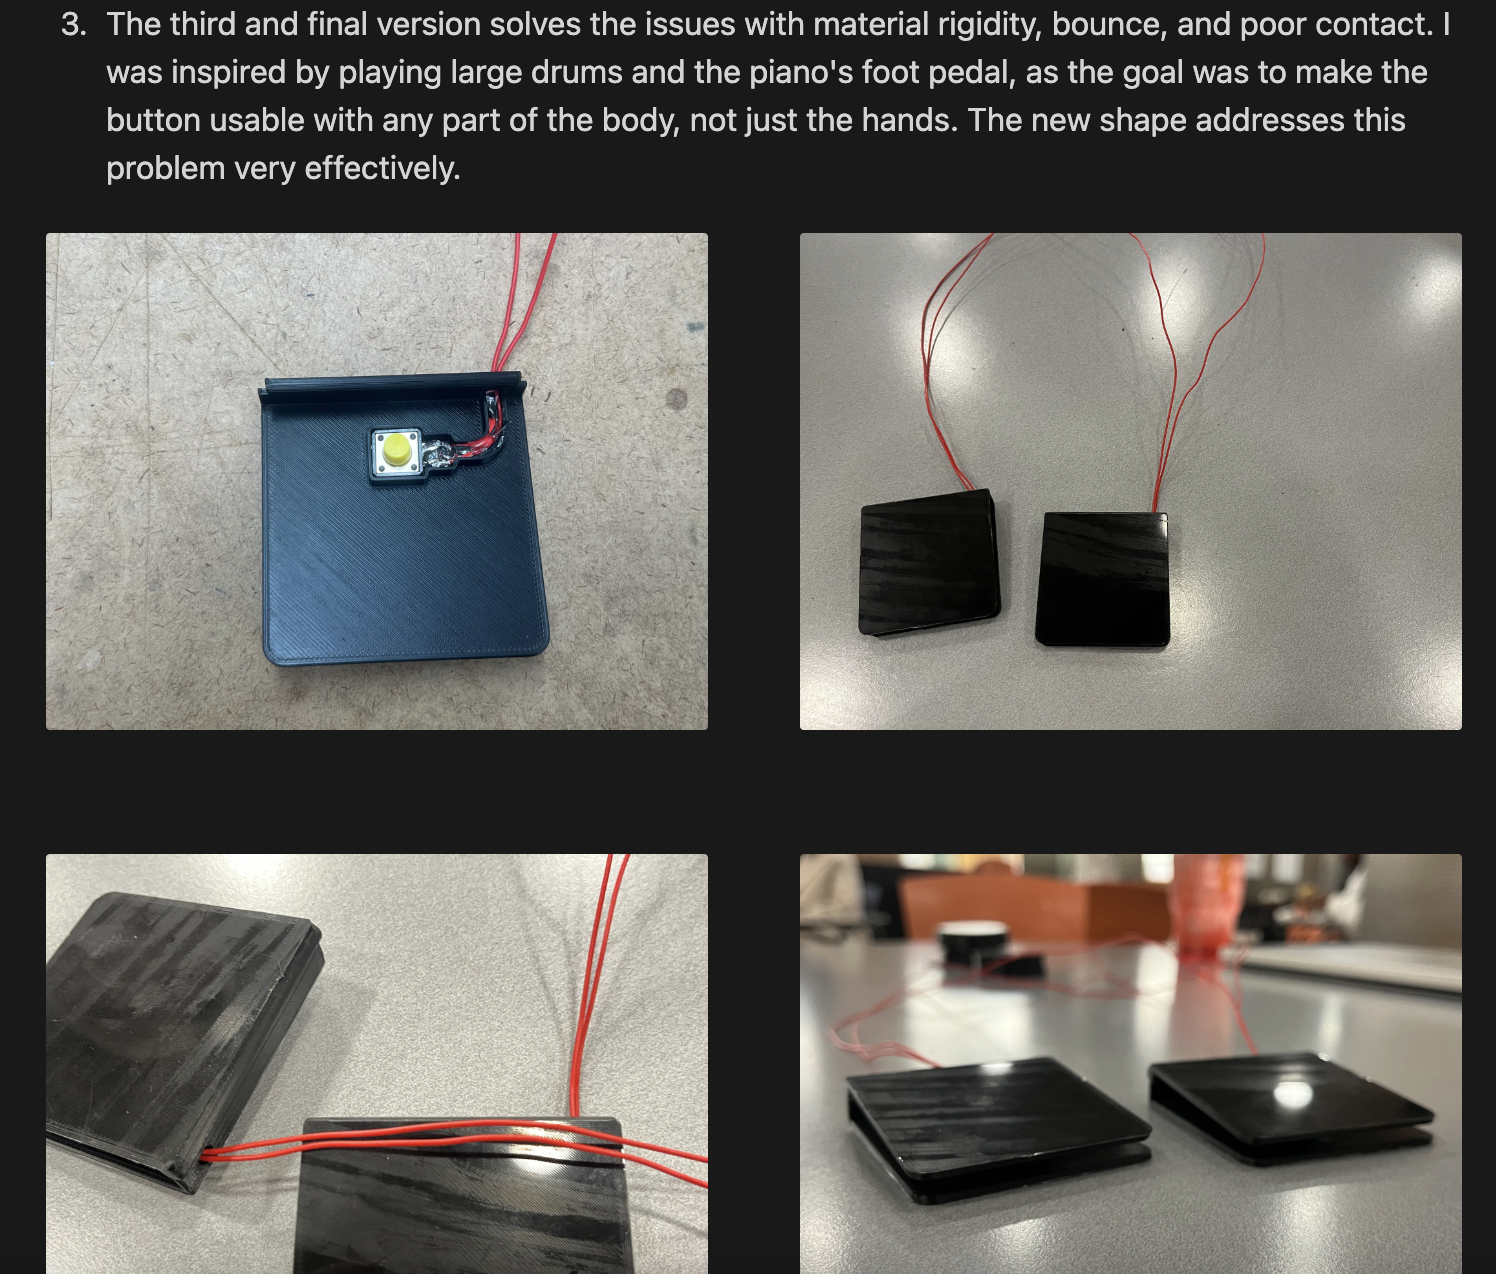 3. The third and final version solves the issues with material rigidity, bounce, and poor contact. I
was inspired by playing large drums and the piano's foot pedal, as the goal was to make the
button usable with any part of the body, not just the hands. The new shape addresses this
problem very effectively.